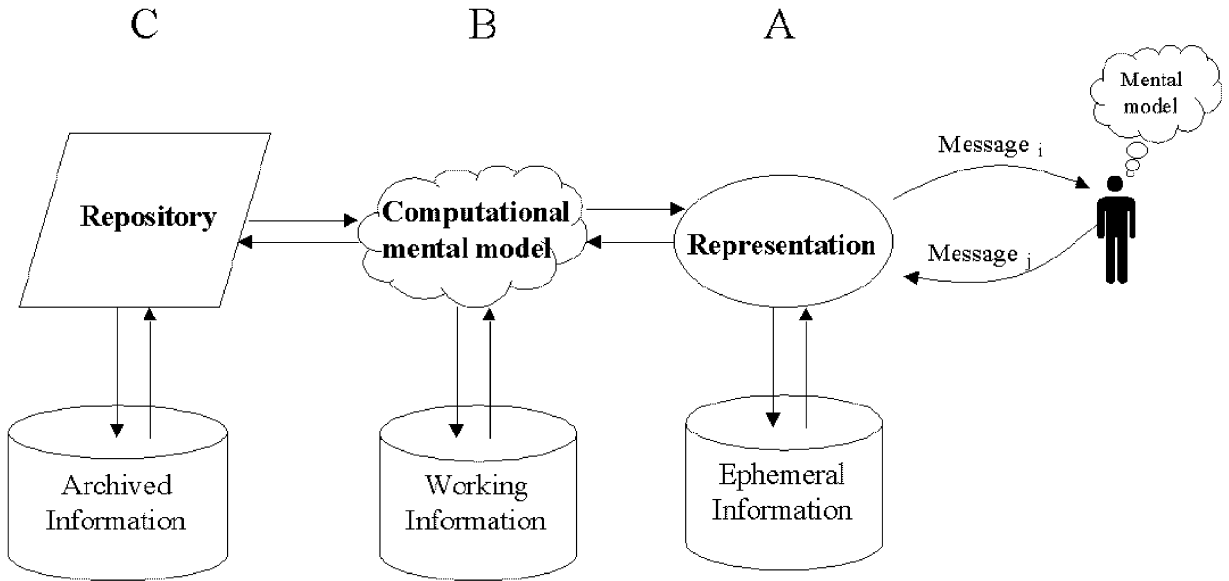 C
B
A
Mental
model
Message i
Repository
Computational
mental model
Representation
Message j
Archived
Information
Working
Information
Ephemeral
Information